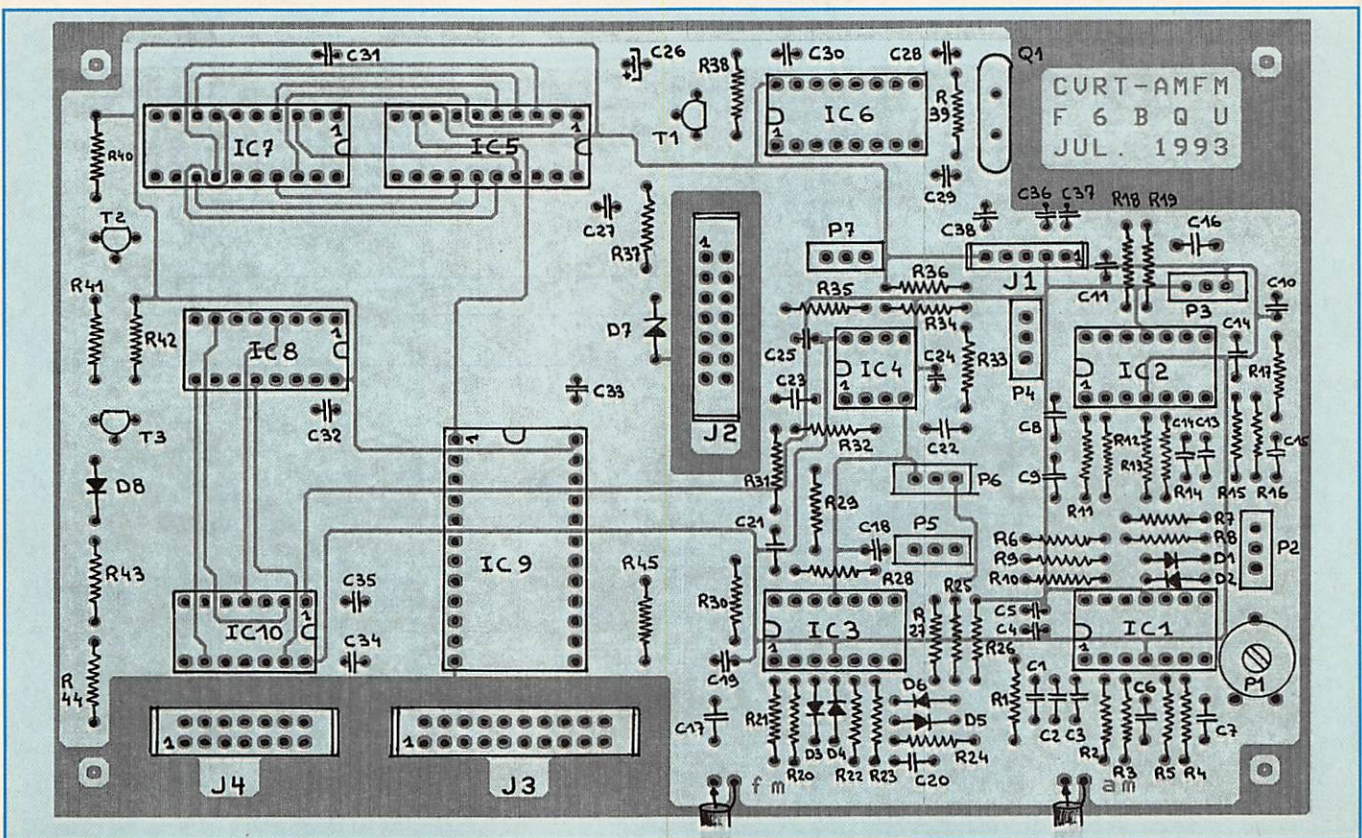 C31
C26
R38
C30
C28
Q1
CVRT-AMFM
F 6 B Q U
JUL. 1993
R40
1
IC7
1
IC5
T1
1
IC6
R 39
C29
T2
C27
R37
1
J2
P7
C38
C36
C37
R18
R19
C16
J1
1
C11
P3
C10
R41
R42
1
IC8
D7
R36
R35
R34
C25
IC4
1
C24
R33
P4
IC2
1
C14
R17
C33
C23
T3
C32
R32
C22
C8
C9
R11
R12
R13
C14
C13
R14
R15
C15
R16
D8
1
IC9
R31
R29
P6
C21
C18
P5
R28
R7
R8
R6
R9
R10
D1
D2
P2
R43
C35
R45
R30
R 27
R25
R26
C5
C4
1
IC10
C34
1
IC3
1
IC1
P1
R 44
C19
C17
R21
R20
D3
D4
R22
R23
D6
D5
R24
C20
R1
C1
C2
C3
R2
R3
C6
R5
R4
C7
1
J4
1
J3
fm
am